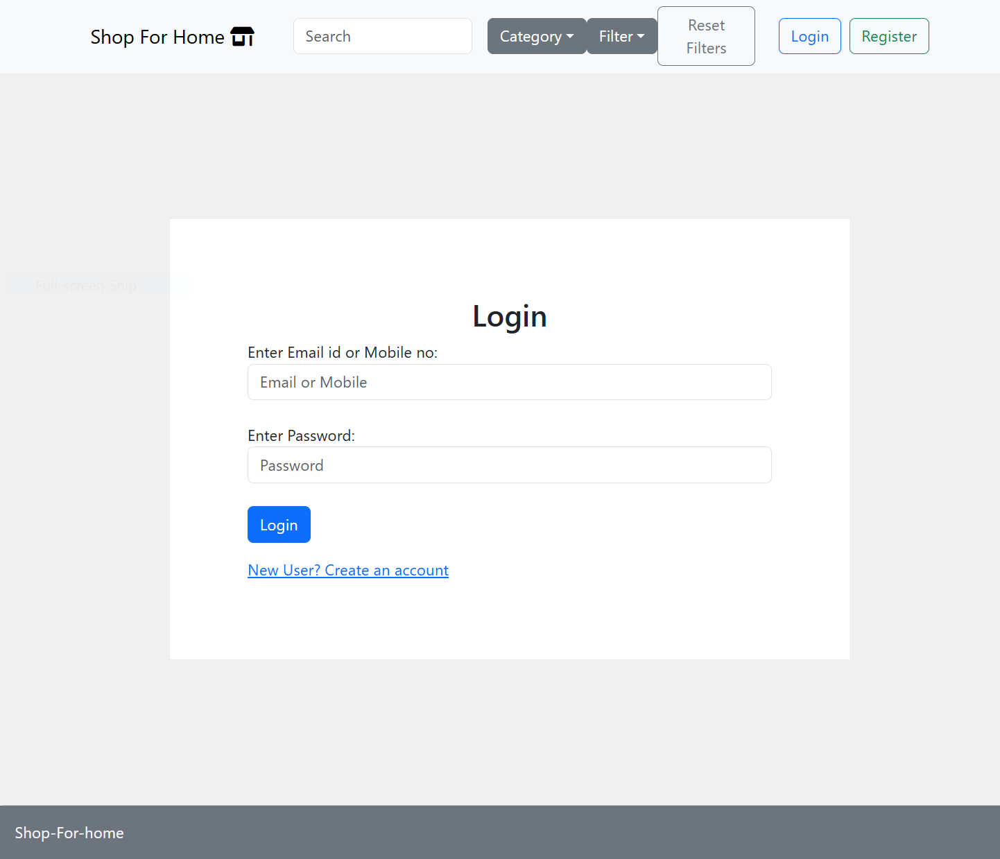 Shop For Home
Search
Category
Filter
Reset
Filters
Login
Register
Full-screen Snip
Login
Enter Email id or Mobile no:
Email or Mobile
Enter Password:
Password
Login
New User? Create an account
Shop-For-home